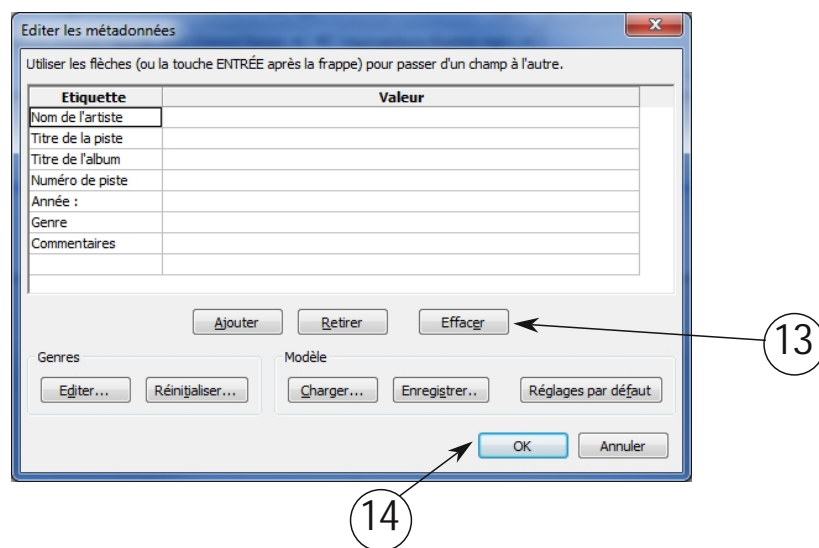 Editer les métadonnées
Utiliser les flèches (ou la touche ENTRÉE après la frappe) pour passer d'un champ à l'autre.
Etiquette Valeur
Nom de l'artiste
Titre de la piste
Titre de l'album
Numéro de piste
Année :
Genre
Commentaires
Ajouter Retirer Effacer
13
Genres Modèle
Editer... Réinitialiser... Charger... Enregistrer.. Réglages par défaut
OK Annuler
14